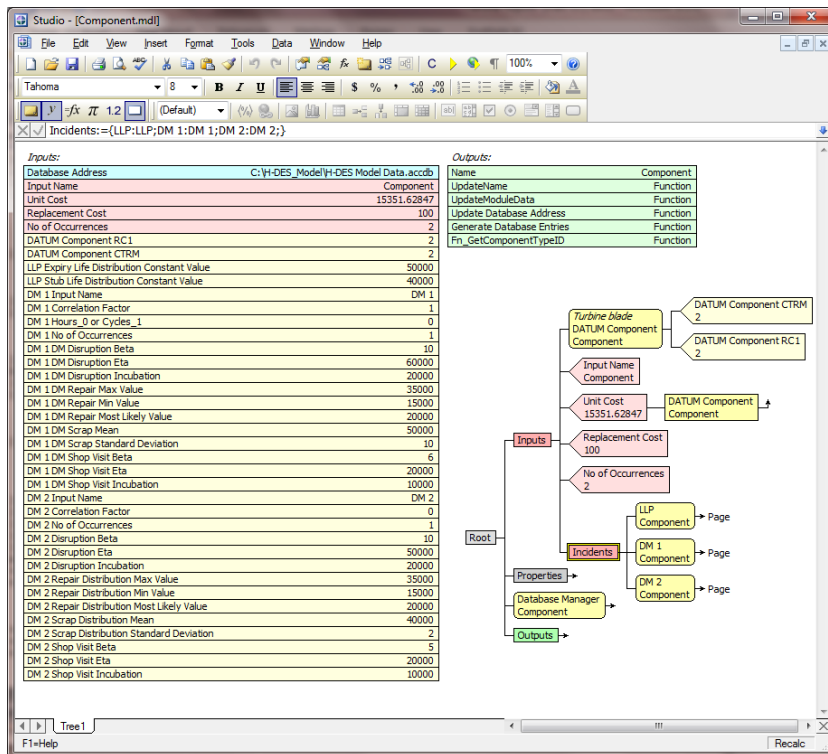 Studio - [Component.mdl]
File Edit View Insert Format Tools Data Window Help
100%
Tahoma 8 B I U $ %
y =fx π 1.2 (Default)
Incidents:={LLP:LLP;DM 1:DM 1;DM 2:DM 2;}
Inputs:
Database Address C:\H-DES_Model\H-DES Model Data.accdb
Input Name Component
Unit Cost 15351.62847
Replacement Cost 100
No of Occurrences 2
DATUM Component RC1 2
DATUM Component CTRM 2
LLP Expiry Life Distribution Constant Value 50000
LLP Stub Life Distribution Constant Value 40000
DM 1 Input Name DM 1
DM 1 Correlation Factor 1
DM 1 Hours_0 or Cycles_1 0
DM 1 No of Occurrences 1
DM 1 DM Disruption Beta 10
DM 1 DM Disruption Eta 60000
DM 1 DM Disruption Incubation 20000
DM 1 DM Repair Max Value 35000
DM 1 DM Repair Min Value 15000
DM 1 DM Repair Most Likely Value 20000
DM 1 DM Scrap Mean 50000
DM 1 DM Scrap Standard Deviation 10
DM 1 DM Shop Visit Beta 6
DM 1 DM Shop Visit Eta 20000
DM 1 DM Shop Visit Incubation 10000
DM 2 Input Name DM 2
DM 2 Correlation Factor 0
DM 2 No of Occurrences 1
DM 2 Disruption Beta 10
DM 2 Disruption Eta 50000
DM 2 Disruption Incubation 20000
DM 2 Repair Distribution Max Value 35000
DM 2 Repair Distribution Min Value 15000
DM 2 Repair Distribution Most Likely Value 20000
DM 2 Scrap Distribution Mean 40000
DM 2 Scrap Distribution Standard Deviation 2
DM 2 Shop Visit Beta 5
DM 2 Shop Visit Eta 20000
DM 2 Shop Visit Incubation 10000
Outputs:
Name Component
UpdateName Function
UpdateModuleData Function
Update Database Address Function
Generate Database Entries Function
Fn_GetComponentTypeID Function
Root
Inputs
Turbine blade
DATUM Component
Component
DATUM Component CTRM
2
DATUM Component RC1
2
Input Name
Component
Unit Cost
15351.62847
DATUM Component
Component
Replacement Cost
100
No of Occurrences
2
Incidents
LLP
Component
Page
DM 1
Component
Page
DM 2
Component
Page
Properties
Database Manager
Component
Outputs
Tree1
F1=Help
Recalc